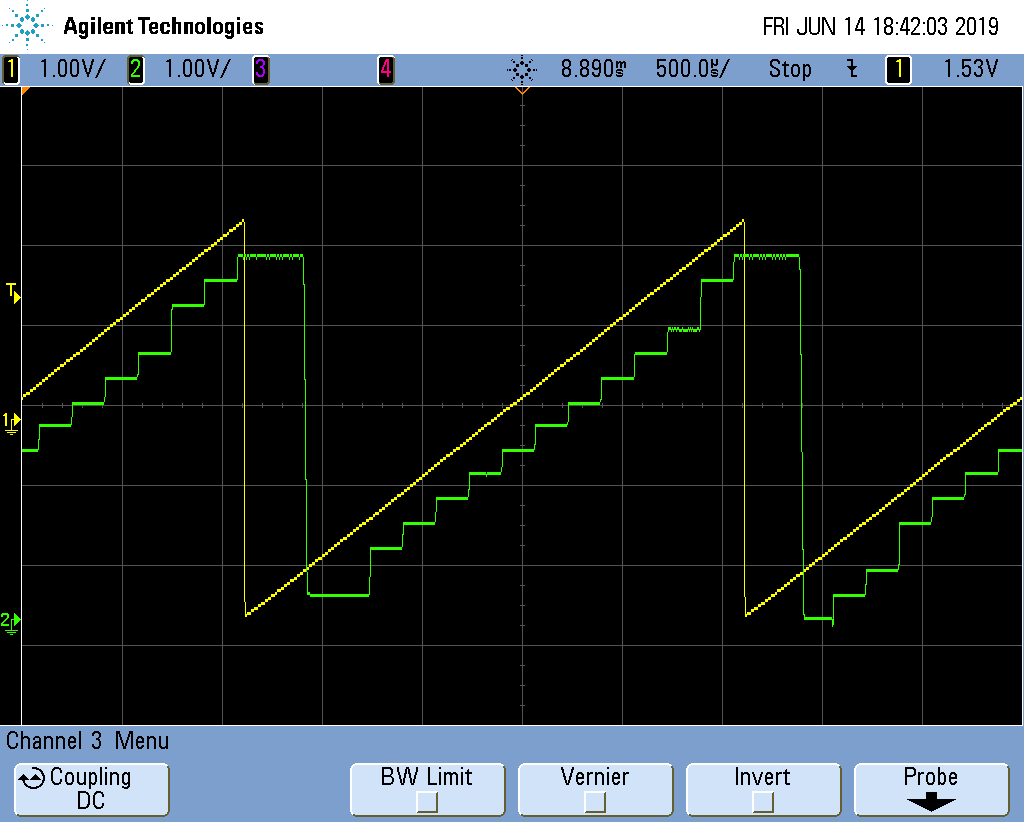 Agilent Technologies
FRI JUN 14 18:42:03 2019
1 1.00V/ 2 1.00V/ 3 4 8.890ms 500.0µs/ Stop 1 1.53V
T
1
2
Channel 3 Menu
Coupling
DC
BW Limit
Vernier
Invert
Probe